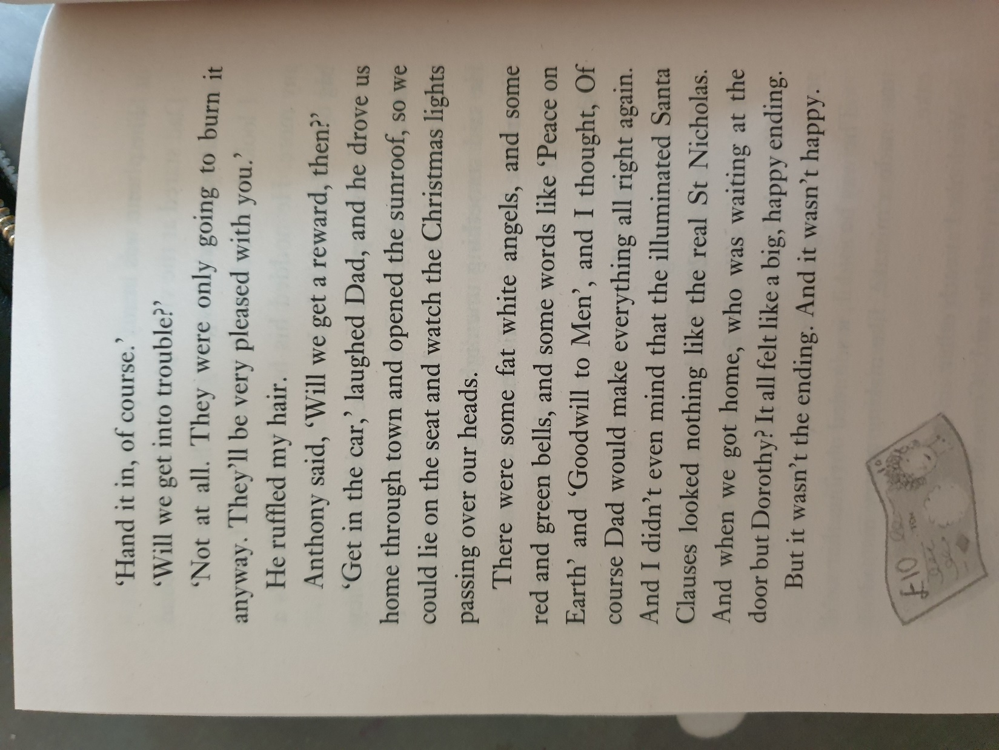 ‘Hand it in, of course.’
‘Will we get into trouble?’
‘Not at all. They were only going to burn it
anyway. They’ll be very pleased with you.’
He ruffled my hair.
Anthony said, ‘Will we get a reward, then?’
‘Get in the car,’ laughed Dad, and he drove us
home through town and opened the sunroof, so we
could lie on the seat and watch the Christmas lights
passing over our heads.
There were some fat white angels, and some
red and green bells, and some words like ‘Peace on
Earth’ and ‘Goodwill to Men’, and I thought, Of
course Dad would make everything all right again.
And I didn’t even mind that the illuminated Santa
Clauses looked nothing like the real St Nicholas.
And when we got home, who was waiting at the
door but Dorothy? It all felt like a big, happy ending.
But it wasn’t the ending. And it wasn’t happy.
£10